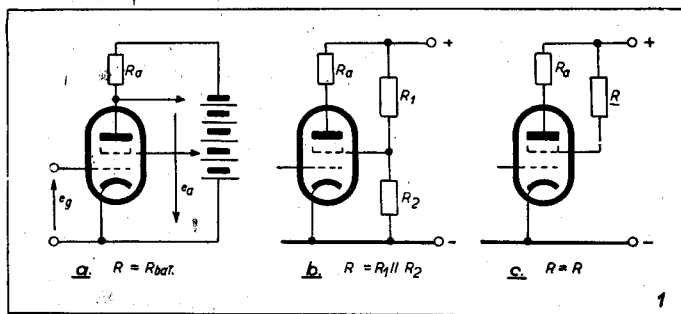 Ra
eg
ea
a. R = Rbat.
+
Ra
R1
R2
-
b. R = R1 // R2
+
Ra
R
-
c. R = R
1